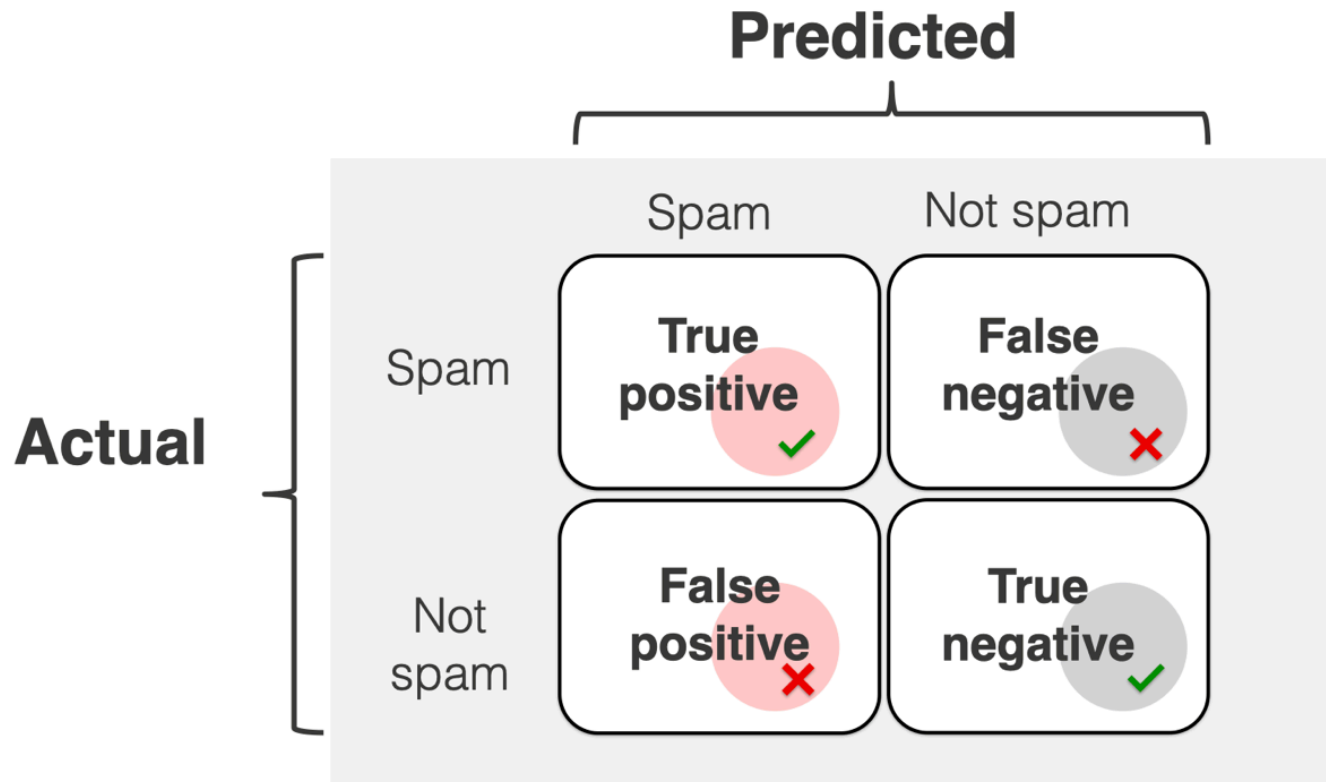 Predicted
Spam
Not spam
Actual
Spam
True
positive
False
negative
Not
spam
False
positive
True
negative